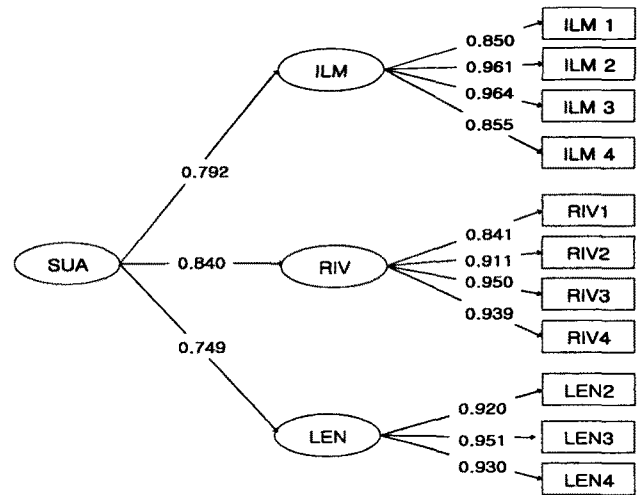 ILM 1
0.850
ILM 2
ILM
0.961
0.964
ILM 3
0.855
ILM 4
0.792
RIV1
0.841
RIV2
SUA
0.840
RIV
0.911
0.950
RIV3
0.939
RIV4
0.749
LEN2
0.920
LEN
0.951
LEN3
0.930
LEN4